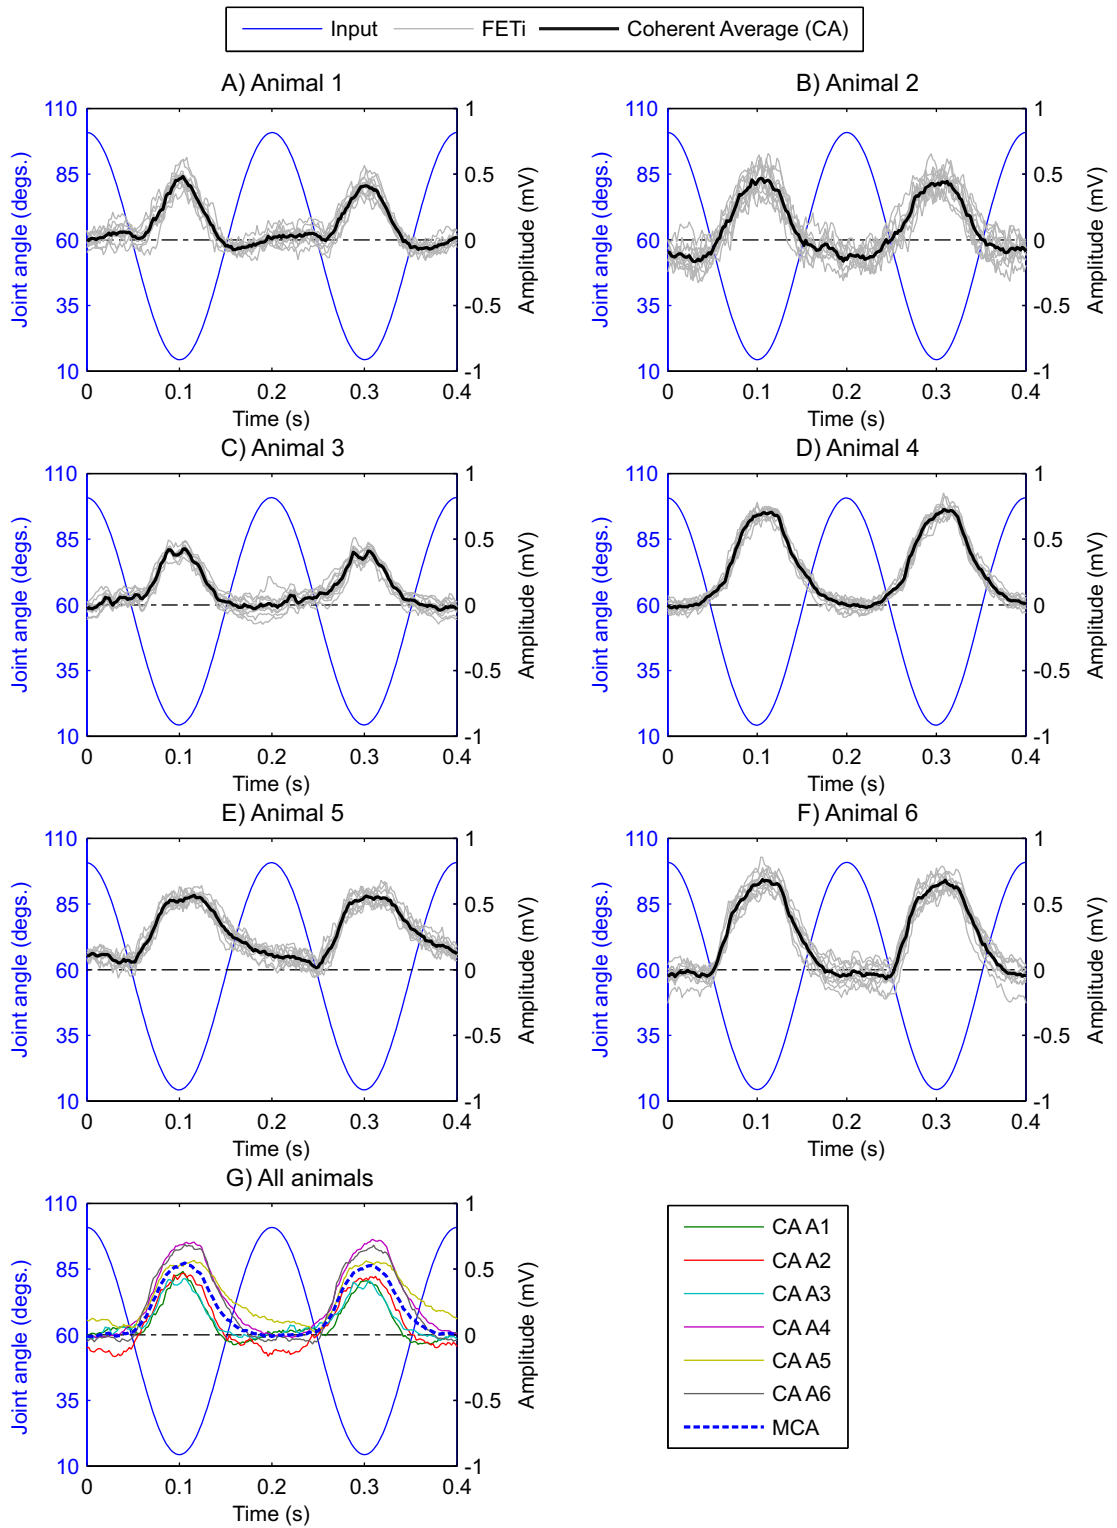 Input FETi Coherent Average (CA)
A) Animal 1
B) Animal 2
110 85 60 35 10
Joint angle (degs.)
1 0.5 0 -0.5 -1
Amplitude (mV)
0 0.1 0.2 0.3 0.4
Time (s)
110 85 60 35 10
Joint angle (degs.)
1 0.5 0 -0.5 -1
Amplitude (mV)
0 0.1 0.2 0.3 0.4
Time (s)
C) Animal 3
D) Animal 4
110 85 60 35 10
Joint angle (degs.)
1 0.5 0 -0.5 -1
Amplitude (mV)
0 0.1 0.2 0.3 0.4
Time (s)
110 85 60 35 10
Joint angle (degs.)
1 0.5 0 -0.5 -1
Amplitude (mV)
0 0.1 0.2 0.3 0.4
Time (s)
E) Animal 5
F) Animal 6
110 85 60 35 10
Joint angle (degs.)
1 0.5 0 -0.5 -1
Amplitude (mV)
0 0.1 0.2 0.3 0.4
Time (s)
110 85 60 35 10
Joint angle (degs.)
1 0.5 0 -0.5 -1
Amplitude (mV)
0 0.1 0.2 0.3 0.4
Time (s)
G) All animals
110 85 60 35 10
Joint angle (degs.)
1 0.5 0 -0.5 -1
Amplitude (mV)
0 0.1 0.2 0.3 0.4
Time (s)
CA A1
CA A2
CA A3
CA A4
CA A5
CA A6
MCA